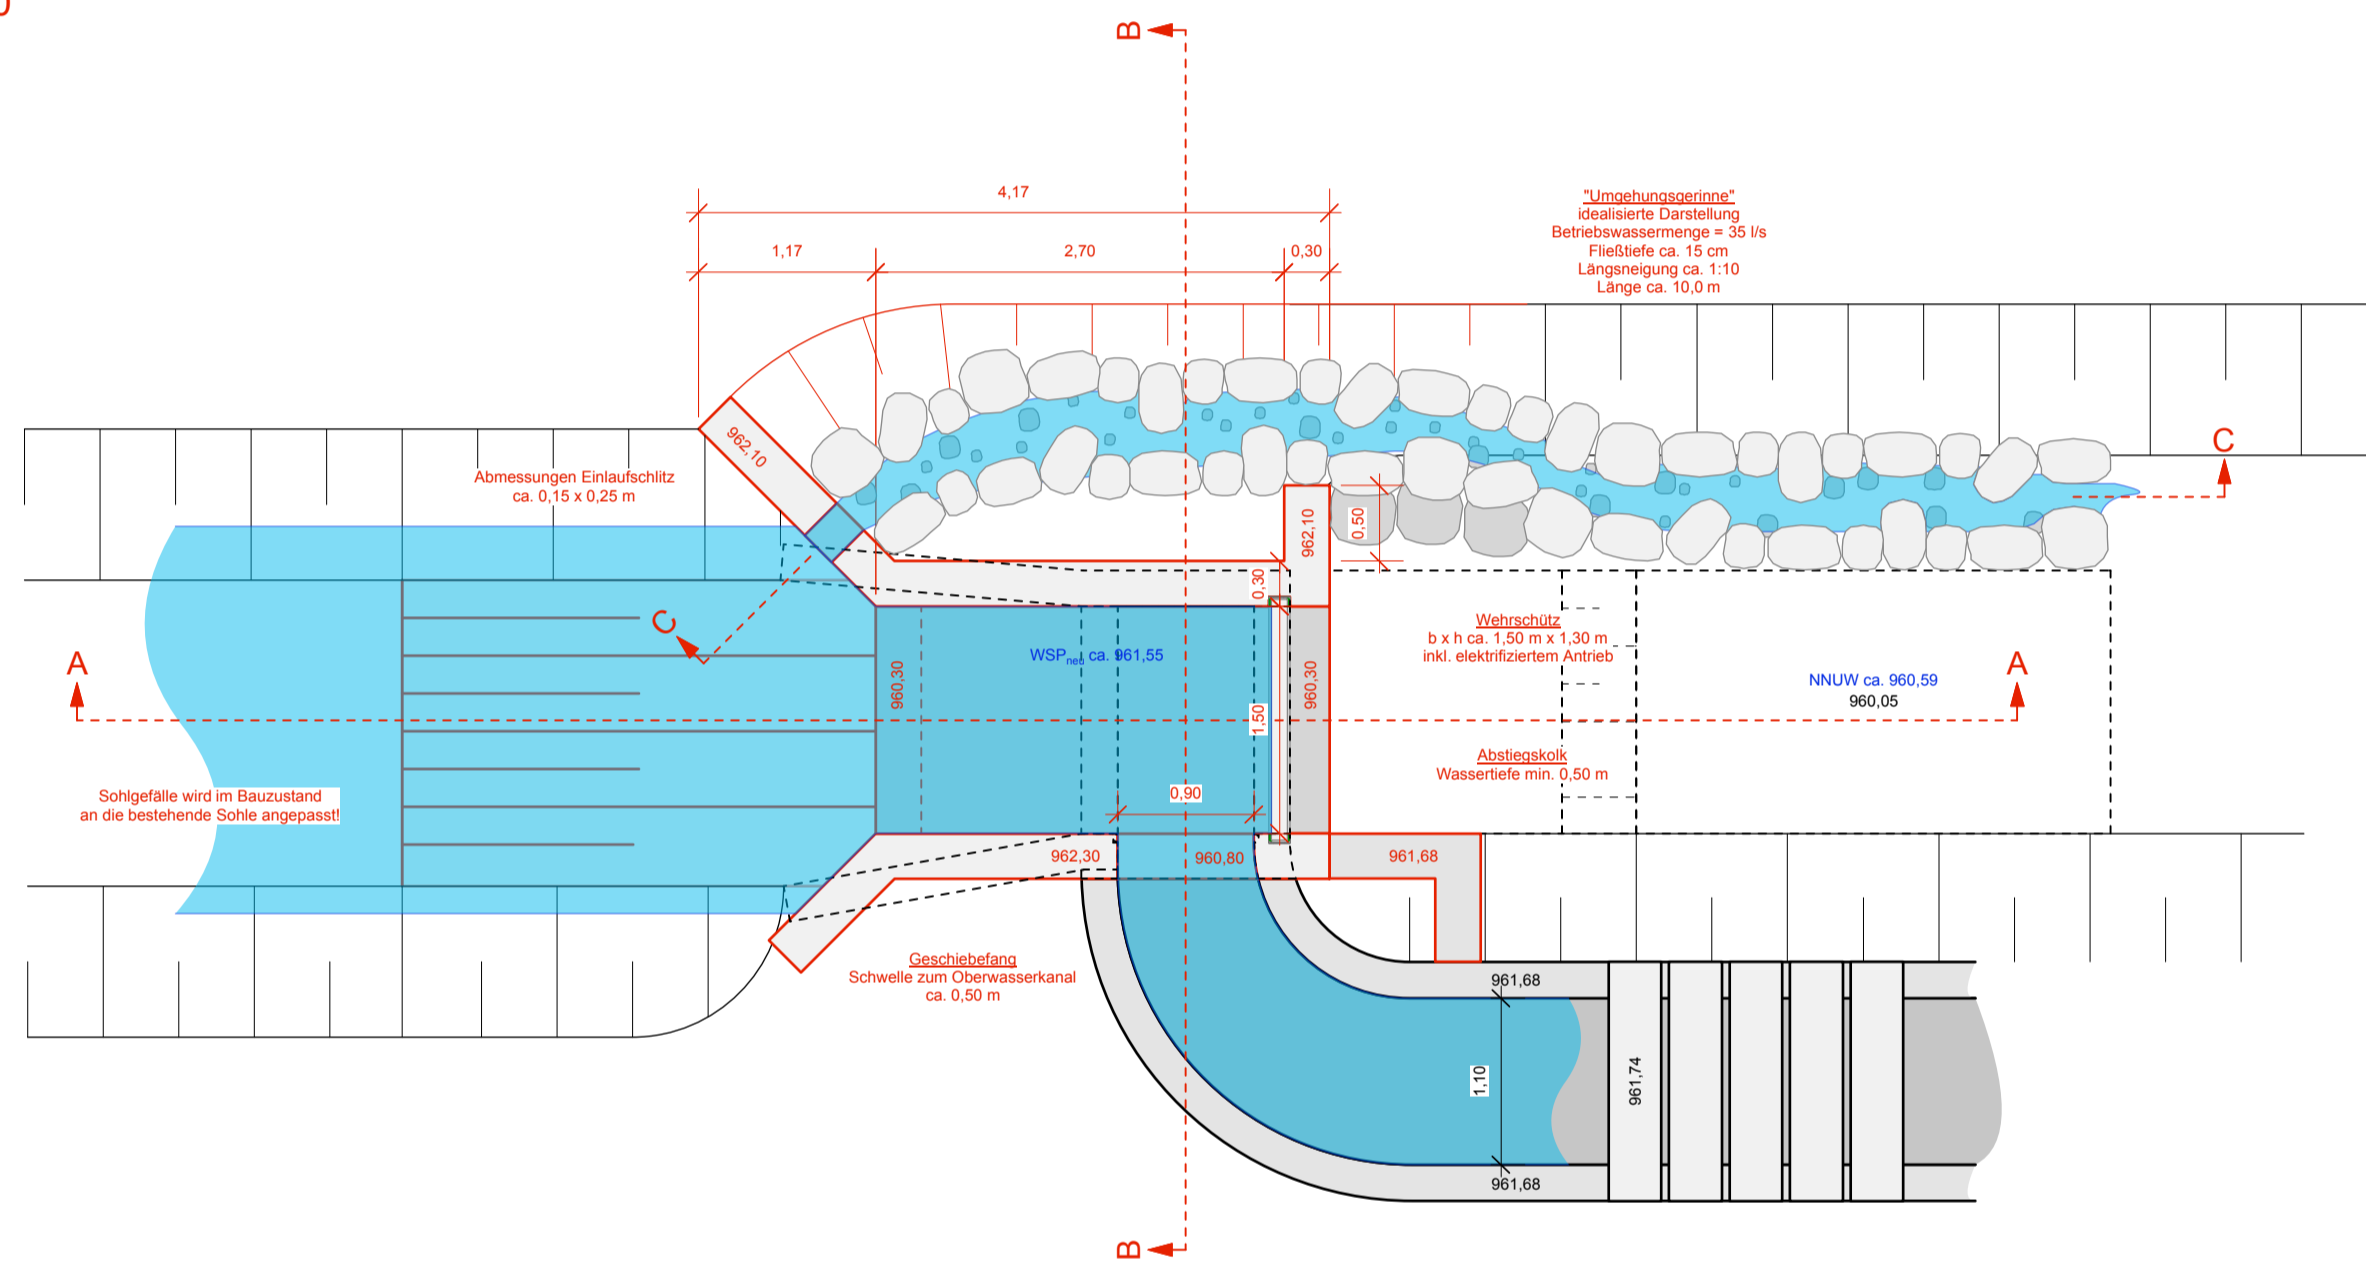 B
4,17
1,17
2,70
0,30
"Umgehungsgerinne"
idealisierte Darstellung
Betriebswassermenge = 35 l/s
Fließtiefe ca. 15 cm
Längsneigung ca. 1:10
Länge ca. 10,0 m
962,10
Abmessungen Einlaufschlitz
ca. 0,15 x 0,25 m
C
962,10
0,50
0,30
C
Wehrschütz
b x h ca. 1,50 m x 1,30 m
inkl. elektrifiziertem Antrieb
A
WSPneu ca. 961,55
960,30
960,30
A
NNUW ca. 960,59
960,05
1,50
Abstiegskolk
Wassertiefe min. 0,50 m
0,90
Sohlgefälle wird im Bauzustand
an die bestehende Sohle angepasst!
962,30
960,80
961,68
Geschiebefang
Schwelle zum Oberwasserkanal
ca. 0,50 m
961,68
1,10
961,74
961,68
B